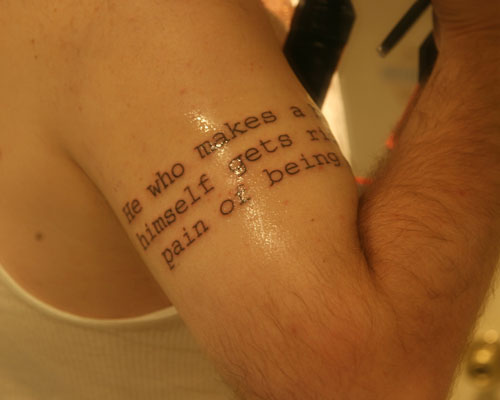 He who makes a
himself gets
pain of being